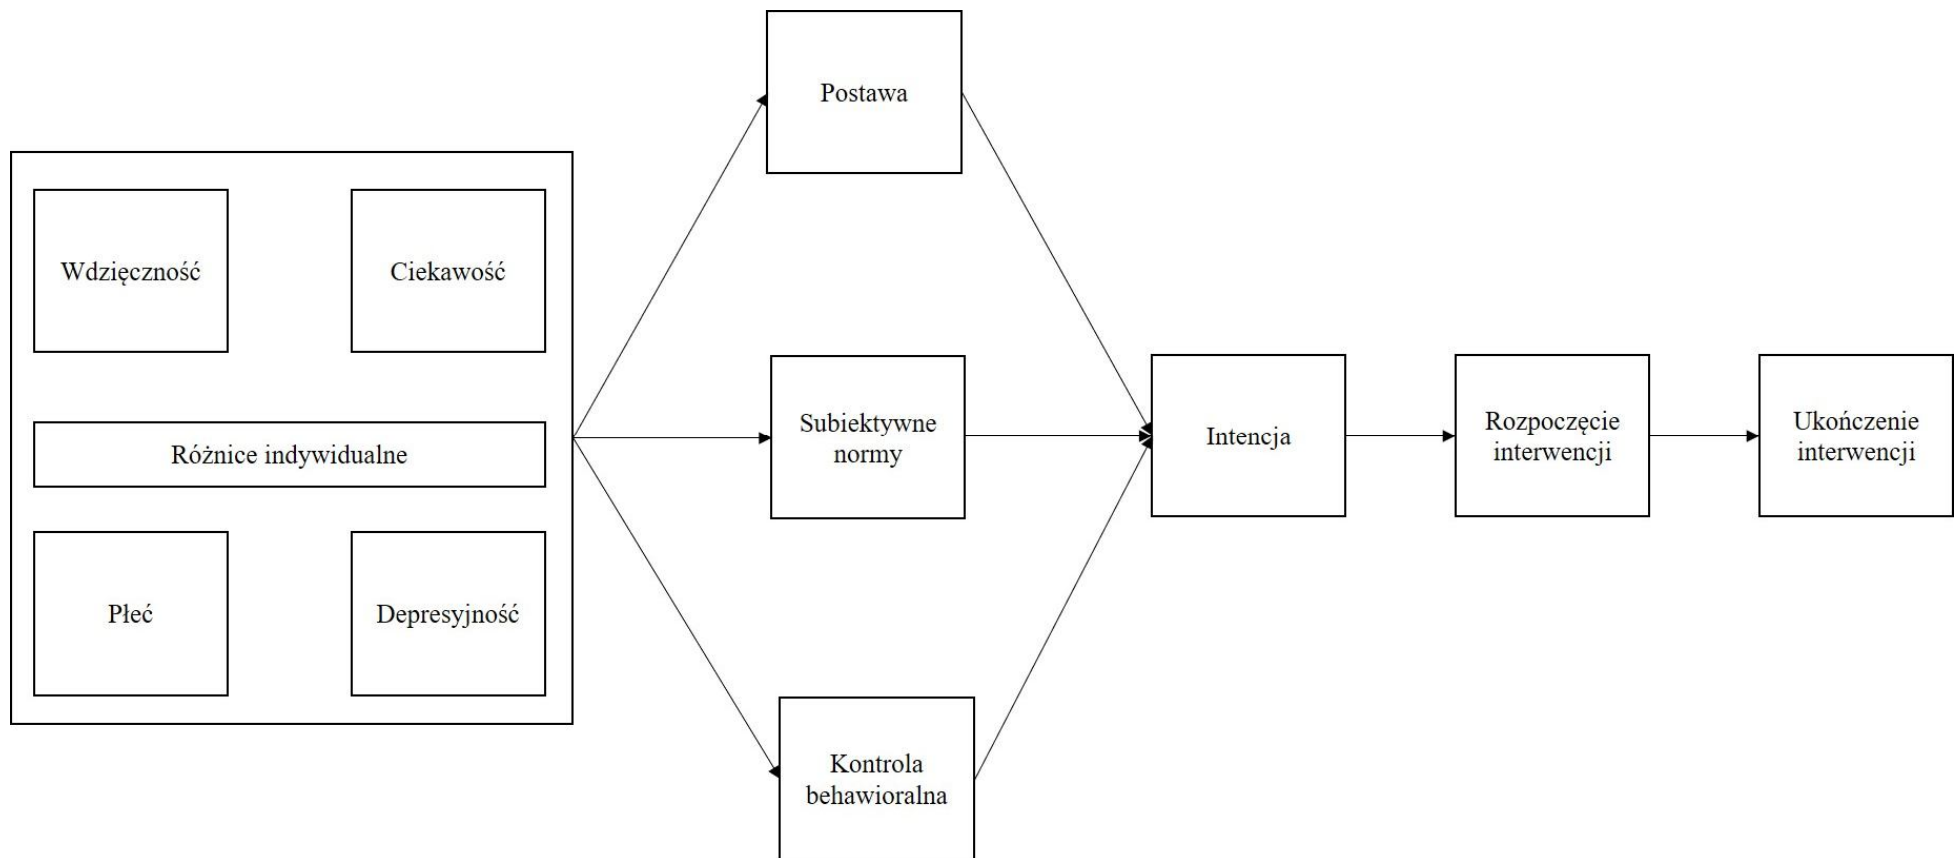 Postawa
Wdzięczność
Ciekawość
Różnice indywidualne
Płeć
Depresyjność
Subiektywne
normy
Kontrola
behawioralna
Intencja
Rozpoczęcie
interwencji
Ukończenie
interwencji